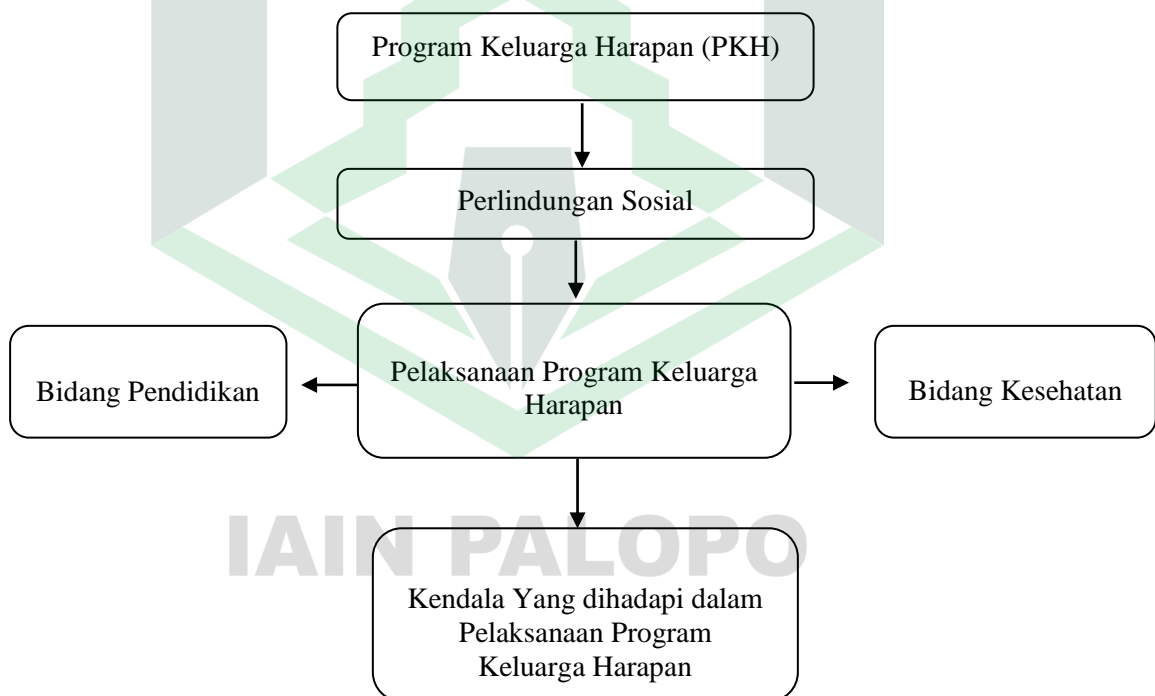 Program Keluarga Harapan (PKH)
Perlindungan Sosial
Bidang Pendidikan
Pelaksanaan Program Keluarga
Harapan
Bidang Kesehatan
IAIN PALOPO
Kendala Yang dihadapi dalam
Pelaksanaan Program
Keluarga Harapan